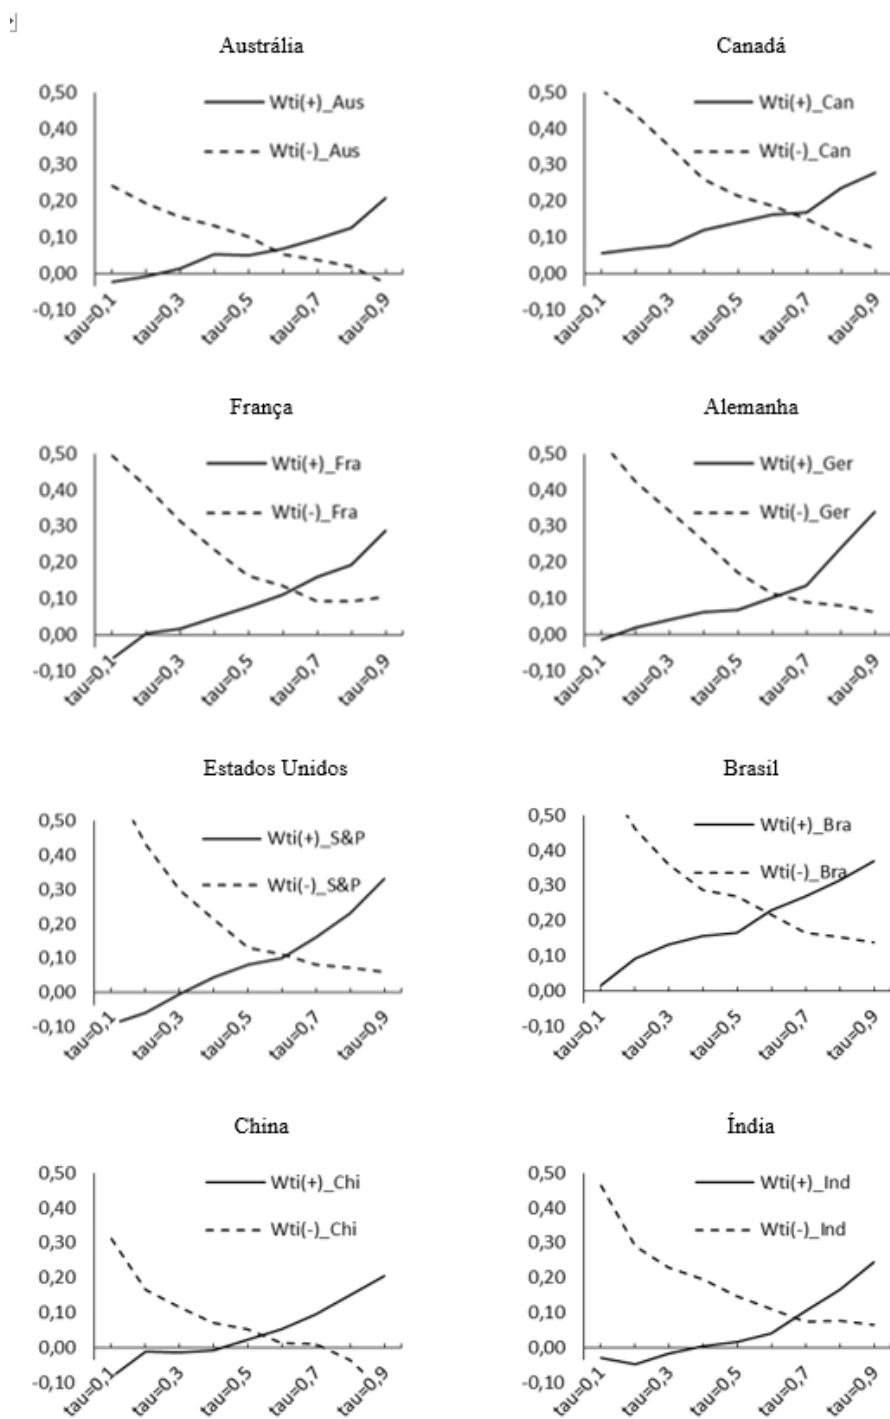 Austrália
0,50
0,40
0,30
0,20
0,10
0,00
-0,10
Wti(+)_Aus
Wti(-)_Aus
tau=0,1
tau=0,3
tau=0,5
tau=0,7
tau=0,9
Canadá
0,50
0,40
0,30
0,20
0,10
0,00
-0,10
Wti(+)_Can
Wti(-)_Can
tau=0,1
tau=0,3
tau=0,5
tau=0,7
tau=0,9
França
0,50
0,40
0,30
0,20
0,10
0,00
-0,10
Wti(+)_Fra
Wti(-)_Fra
tau=0,1
tau=0,3
tau=0,5
tau=0,7
tau=0,9
Alemanha
0,50
0,40
0,30
0,20
0,10
0,00
-0,10
Wti(+)_Ger
Wti(-)_Ger
tau=0,1
tau=0,3
tau=0,5
tau=0,7
tau=0,9
Estados Unidos
0,50
0,40
0,30
0,20
0,10
0,00
-0,10
Wti(+)_S&P
Wti(-)_S&P
tau=0,1
tau=0,3
tau=0,5
tau=0,7
tau=0,9
Brasil
0,50
0,40
0,30
0,20
0,10
0,00
-0,10
Wti(+)_Bra
Wti(-)_Bra
tau=0,1
tau=0,3
tau=0,5
tau=0,7
tau=0,9
China
0,50
0,40
0,30
0,20
0,10
0,00
-0,10
Wti(+)_Chi
Wti(-)_Chi
tau=0,1
tau=0,3
tau=0,5
tau=0,7
tau=0,9
Índia
0,50
0,40
0,30
0,20
0,10
0,00
-0,10
Wti(+)_Ind
Wti(-)_Ind
tau=0,1
tau=0,3
tau=0,5
tau=0,7
tau=0,9